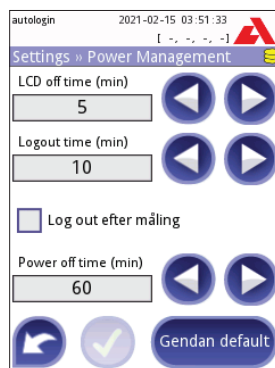 autologin 2021-02-15 03:51:33
[ -, -, -, -]
Settings » Power Management
LCD off time (min)
5
Logout time (min)
10
Log out efter måling
Power off time (min)
60
Gendan default